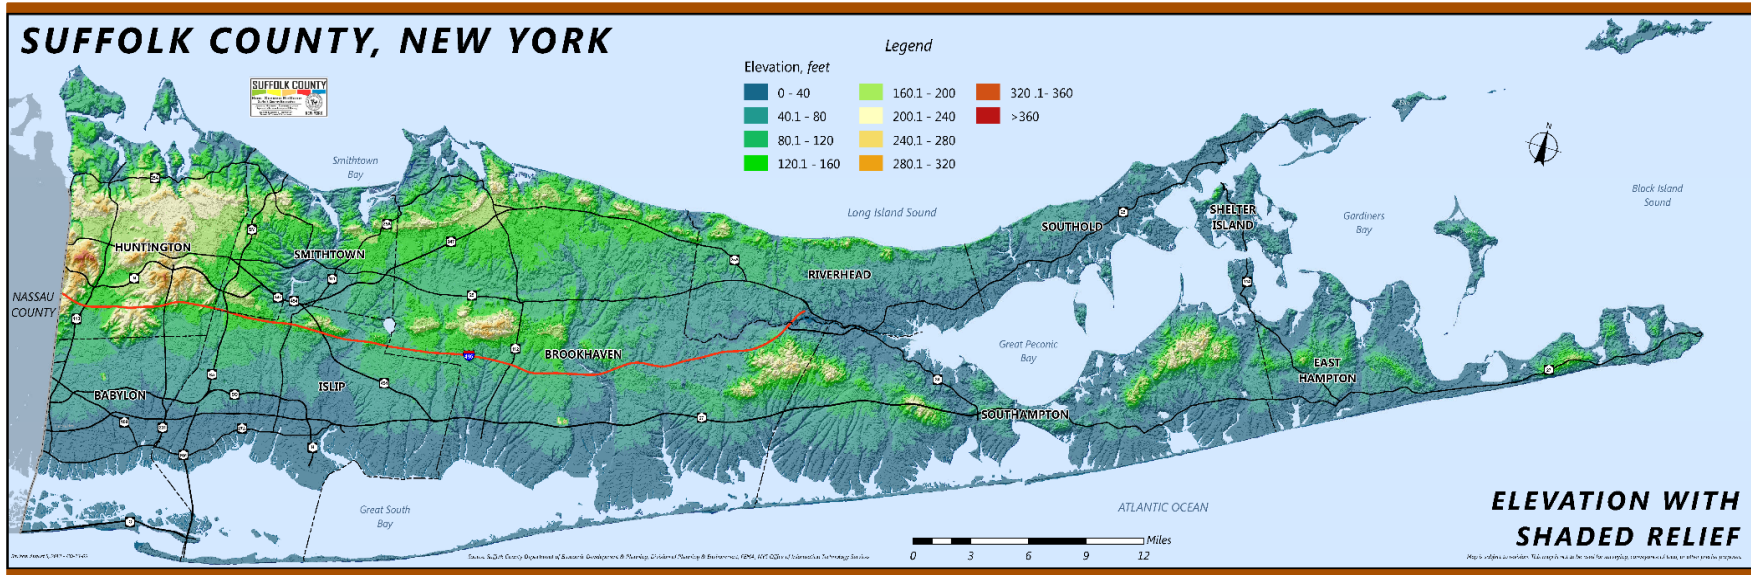 SUFFOLK COUNTY, NEW YORK
SUFFOLK COUNTY
Legend
Elevation, feet
0 - 40
40.1 - 80
80.1 - 120
120.1 - 160
160.1 - 200
200.1 - 240
240.1 - 280
280.1 - 320
320 .1- 360
>360
N
Smithtown
Bay
Long Island Sound
Block Island
Sound
Gardiners
Bay
SHELTER
ISLAND
SOUTHOLD
HUNTINGTON
SMITHTOWN
RIVERHEAD
NASSAU
COUNTY
Great Peconic
Bay
BROOKHAVEN
EAST
HAMPTON
BABYLON
ISLIP
SOUTHAMPTON
495
Great South
Bay
ATLANTIC OCEAN
ELEVATION WITH
SHADED RELIEF
Miles
0 3 6 9 12